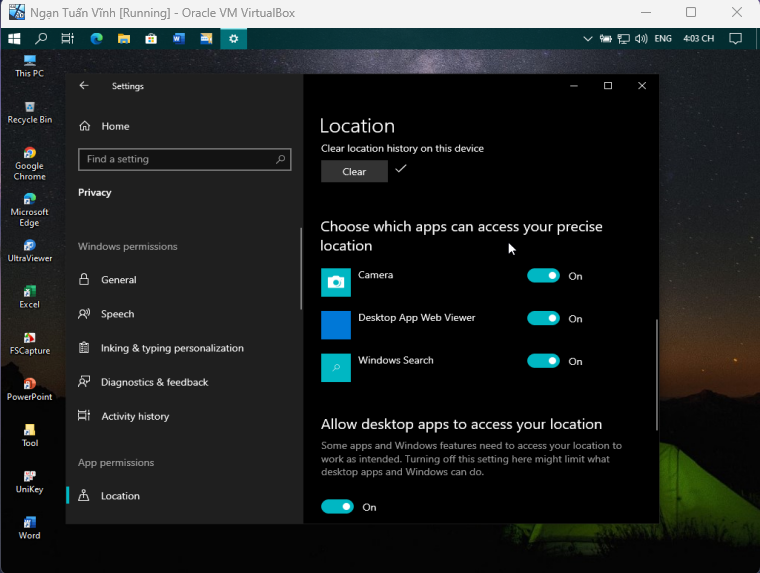 Ngạn Tuấn Vĩnh [Running] - Oracle VM VirtualBox
ENG
4:03 CH
This PC
Recycle Bin
Google
Chrome
Microsoft
Edge
UltraViewer
Excel
FSCapture
PowerPoint
Tool
UniKey
Word
Settings
Home
Find a setting
Privacy
Windows permissions
General
Speech
Inking & typing personalization
Diagnostics & feedback
Activity history
App permissions
Location
Location
Clear location history on this device
Clear
Choose which apps can access your precise
location
Camera
On
Desktop App Web Viewer
On
Windows Search
On
Allow desktop apps to access your location
Some apps and Windows features need to access your location to
work as intended. Turning off this setting here might limit what
desktop apps and Windows can do.
On